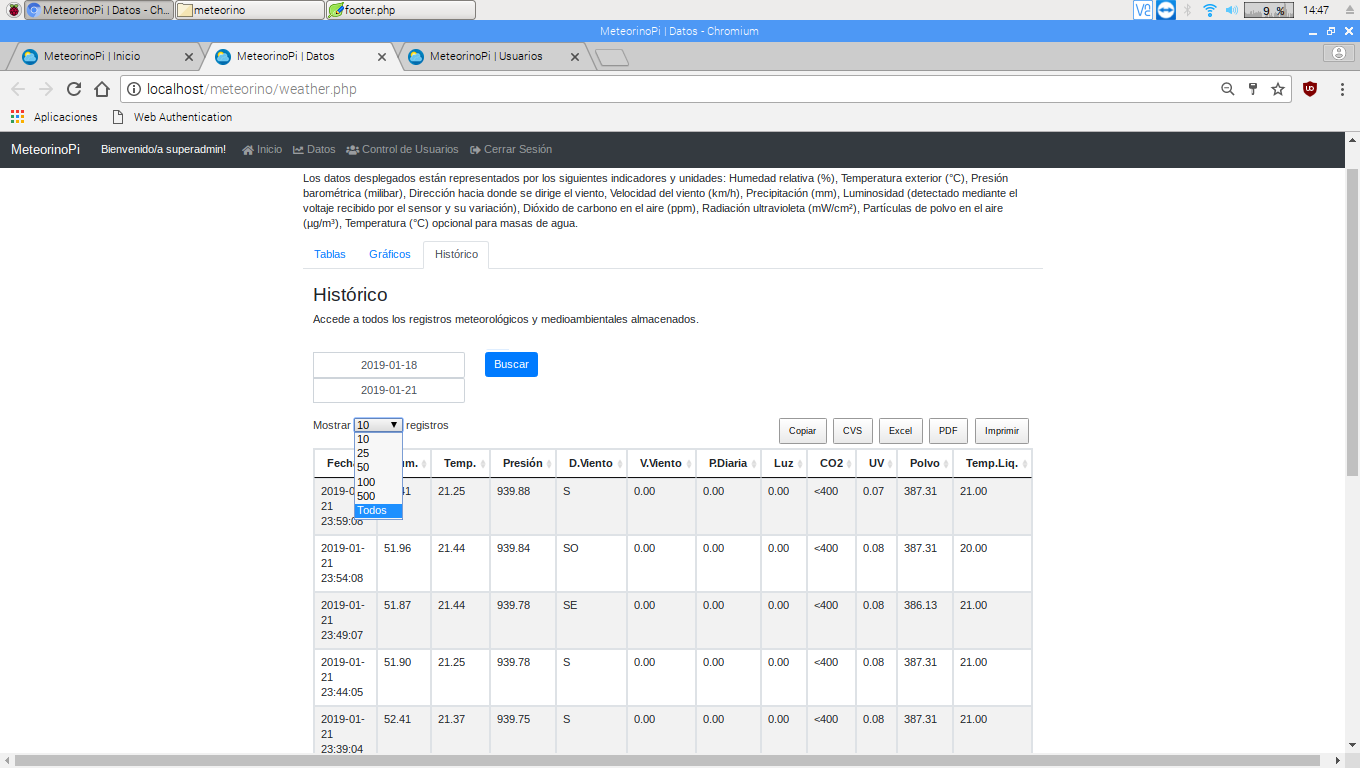 MeteorinoPi | Datos - Ch...
meteorino
footer.php
9 %
14:47
MeteorinoPi | Datos - Chromium
MeteorinoPi | Inicio
MeteorinoPi | Datos
MeteorinoPi | Usuarios
localhost/meteorino/weather.php
Aplicaciones
Web Authentication
MeteorinoPi Bienvenido/a superadmin! Inicio Datos Control de Usuarios Cerrar Sesión
Los datos desplegados están representados por los siguientes indicadores y unidades: Humedad relativa (%), Temperatura exterior (°C), Presión
barométrica (milibar), Dirección hacia donde se dirige el viento, Velocidad del viento (km/h), Precipitación (mm), Luminosidad (detectado mediante el
voltaje recibido por el sensor y su variación), Dióxido de carbono en el aire (ppm), Radiación ultravioleta (mW/cm²), Partículas de polvo en el aire
(µg/m³), Temperatura (°C) opcional para masas de agua.
Tablas Gráficos Histórico
Histórico
Accede a todos los registros meteorológicos y medioambientales almacenados.
2019-01-18
Buscar
2019-01-21
Mostrar 10 registros
Copiar CVS Excel PDF Imprimir
10
25
50
100
500
Todos
Fech um. Temp. Presión D.Viento V.Viento P.Diaria Luz CO2 UV Polvo Temp.Liq.
2019-0 41 21.25 939.88 S 0.00 0.00 0.00 <400 0.07 387.31 21.00
21
23:59:08
2019-01- 51.96 21.44 939.84 SO 0.00 0.00 0.00 <400 0.08 387.31 20.00
21
23:54:08
2019-01- 51.87 21.44 939.78 SE 0.00 0.00 0.00 <400 0.08 386.13 21.00
21
23:49:07
2019-01- 51.90 21.25 939.78 S 0.00 0.00 0.00 <400 0.08 387.31 21.00
21
23:44:05
2019-01- 52.41 21.37 939.75 S 0.00 0.00 0.00 <400 0.08 387.31 21.00
21
23:39:04